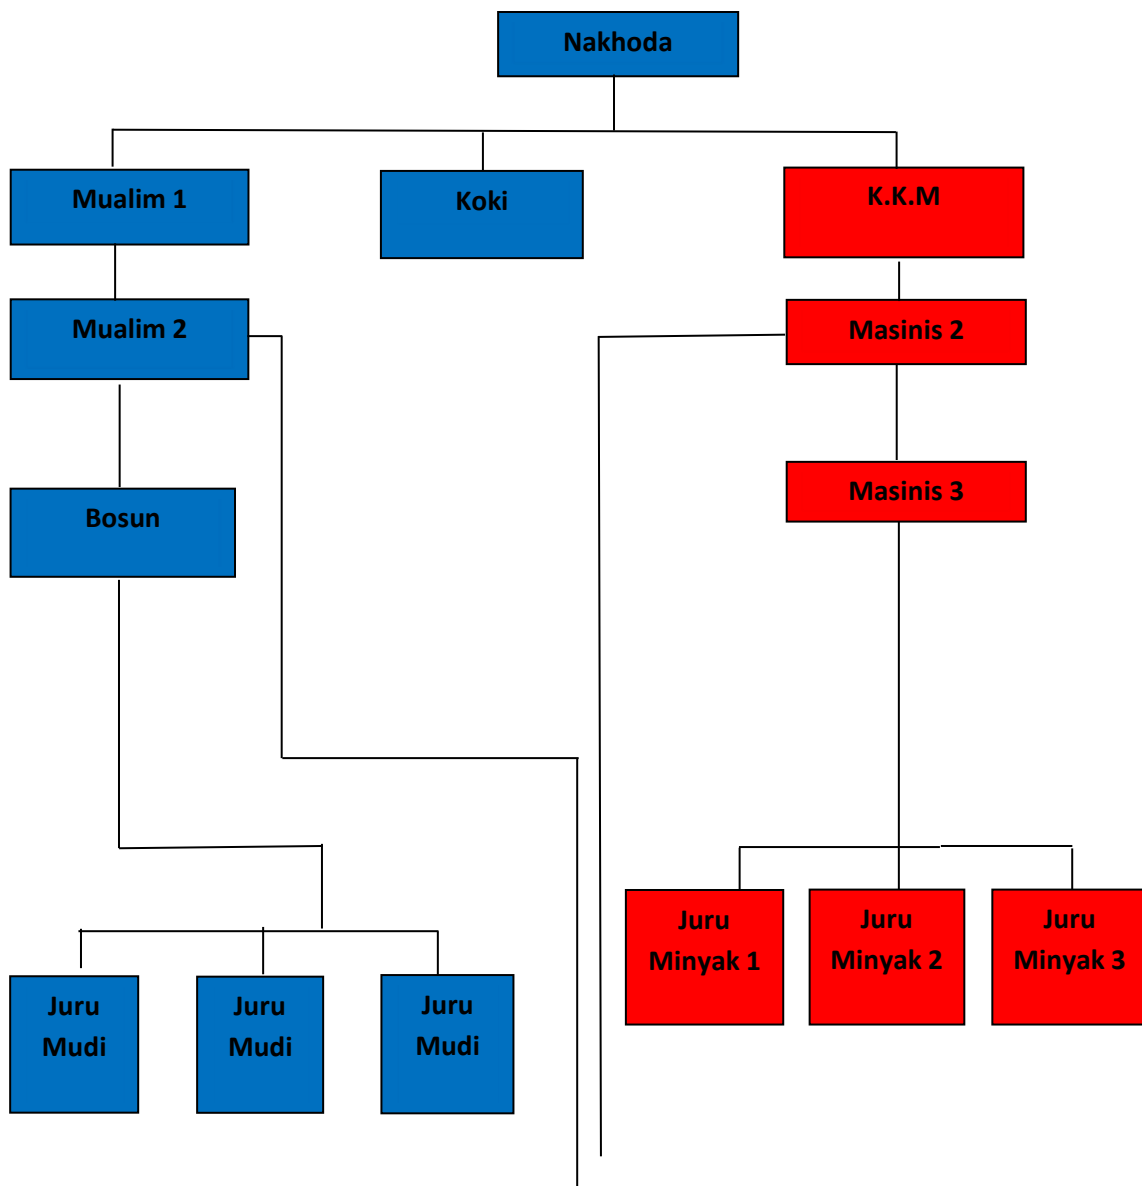 Nakhoda
Mualim 1
Koki
K.K.M
Mualim 2
Masinis 2
Bosun
Masinis 3
Juru
Minyak 1
Juru
Minyak 2
Juru
Minyak 3
Juru
Mudi
Juru
Mudi
Juru
Mudi